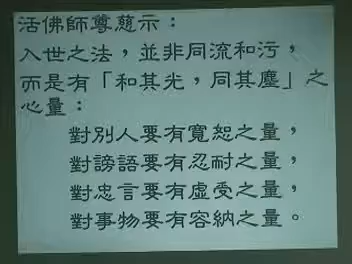 活佛師尊慈示：
入世之法，並非同流和污，
而是有「和其光，同其塵」之
心量：
對別人要有寬恕之量，
對謗語要有忍耐之量，
對忠言要有虛受之量，
對事物要有容納之量。